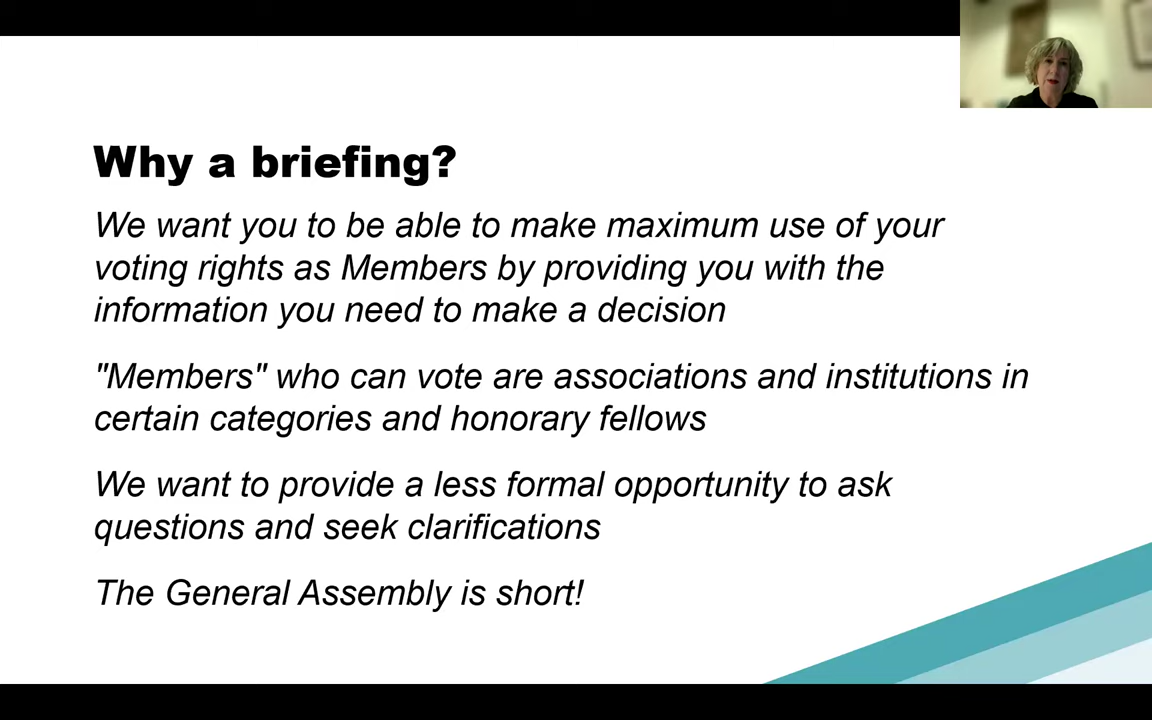 Why a briefing?
We want you to be able to make maximum use of your
voting rights as Members by providing you with the
information you need to make a decision
"Members" who can vote are associations and institutions in
certain categories and honorary fellows
We want to provide a less formal opportunity to ask
questions and seek clarifications
The General Assembly is short!